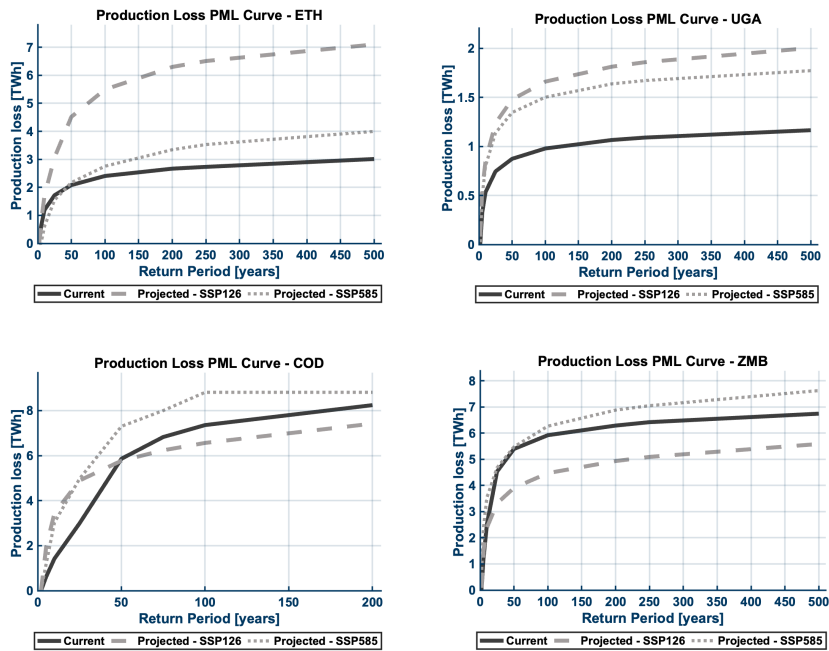 Production Loss PML Curve - ETH
Production loss [TWh]
7
6
5
4
3
2
1
0
0 50 100 150 200 250 300 350 400 450 500
Return Period [years]
Current Projected - SSP126 Projected - SSP585
Production Loss PML Curve - UGA
Production loss [TWh]
2
1.5
1
0.5
0
0 50 100 150 200 250 300 350 400 450 500
Return Period [years]
Current Projected - SSP126 Projected - SSP585
Production Loss PML Curve - COD
Production loss [TWh]
8
6
4
2
0
0 50 100 150 200
Return Period [years]
Current Projected - SSP126 Projected - SSP585
Production Loss PML Curve - ZMB
Production loss [TWh]
8
7
6
5
4
3
2
1
0
0 50 100 150 200 250 300 350 400 450 500
Return Period [years]
Current Projected - SSP126 Projected - SSP585